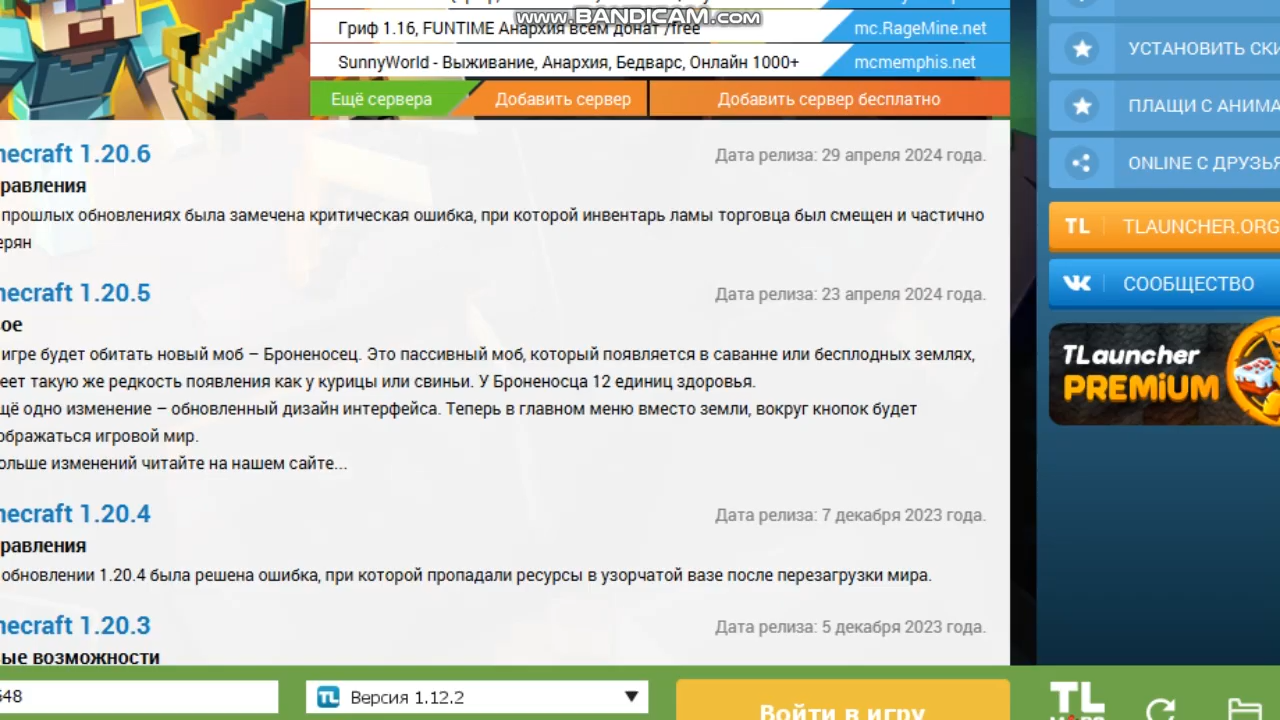 www.BANDICAM.com
Гриф 1.16, FUNTIME Анархия всем донат /free
mc.RageMine.net
SunnyWorld - Выживание, Анархия, Бедварс, Онлайн 1000+
mcmemphis.net
Ещё сервера
Добавить сервер
Добавить сервер бесплатно
УСТАНОВИТЬ СКИ
ПЛАЩИ С АНИМА
ONLINE С ДРУЗЬЯ
TL TLAUNCHER.ORG
СООБЩЕСТВО
TLauncher
PREMiUM
necraft 1.20.6
Дата релиза: 29 апреля 2024 года.
равления
прошлых обновлениях была замечена критическая ошибка, при которой инвентарь ламы торговца был смещен и частично
ерян
necraft 1.20.5
Дата релиза: 23 апреля 2024 года.
ое
игре будет обитать новый моб – Броненосец. Это пассивный моб, который появляется в саванне или бесплодных землях,
еет такую же редкость появления как у курицы или свиньи. У Броненосца 12 единиц здоровья.
щё одно изменение – обновленный дизайн интерфейса. Теперь в главном меню вместо земли, вокруг кнопок будет
ображаться игровой мир.
ольше изменений читайте на нашем сайте...
necraft 1.20.4
Дата релиза: 7 декабря 2023 года.
равления
обновлении 1.20.4 была решена ошибка, при которой пропадали ресурсы в узорчатой вазе после перезагрузки мира.
necraft 1.20.3
Дата релиза: 5 декабря 2023 года.
ые возможности
648
TL Версия 1.12.2
Войти в игру
TL